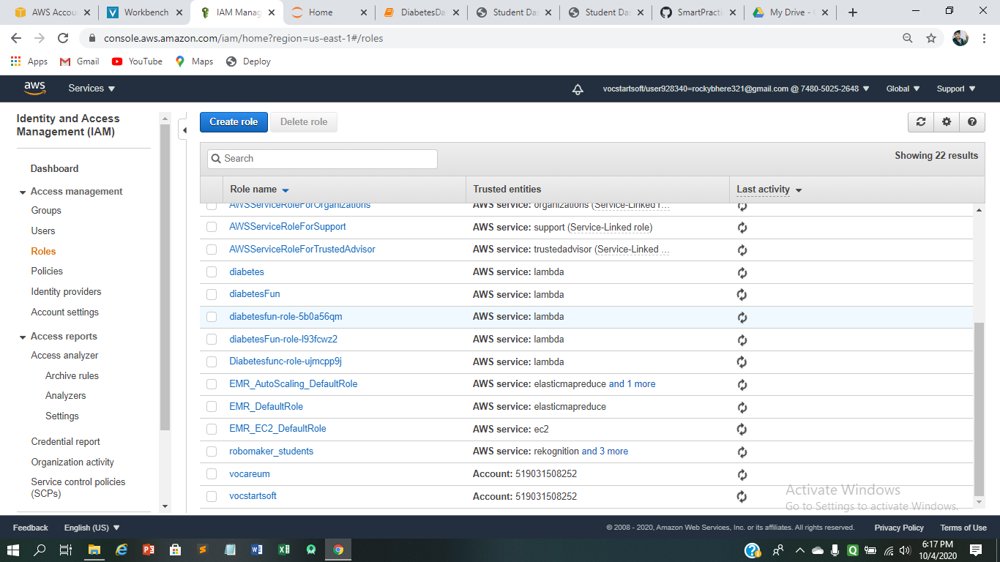 AWS Accou
Workbench
IAM Manag
Home
DiabetesDa
Student Das
Student Das
SmartPracti
My Drive -
console.aws.amazon.com/iam/home?region=us-east-1#/roles
Apps
Gmail
YouTube
Maps
Deploy
aws
Services
vocstartsoft/user928340=rockybhere321@gmail.com @ 7480-5025-2648
Global
Support
Identity and Access
Management (IAM)
Dashboard
Access management
Groups
Users
Roles
Policies
Identity providers
Account settings
Access reports
Access analyzer
Archive rules
Analyzers
Settings
Credential report
Organization activity
Service control policies
(SCPs)
Create role
Delete role
Search
Showing 22 results
Role name
Trusted entities
Last activity
AWSServiceRoleForOrganizations AWS service: organizations (Service-Linked r…
AWSServiceRoleForSupport AWS service: support (Service-Linked role)
AWSServiceRoleForTrustedAdvisor AWS service: trustedadvisor (Service-Linked …
diabetes AWS service: lambda
diabetesFun AWS service: lambda
diabetesfun-role-5b0a56qm AWS service: lambda
diabetesFun-role-l93fcwz2 AWS service: lambda
Diabetesfunc-role-ujmcpp9j AWS service: lambda
EMR_AutoScaling_DefaultRole AWS service: elasticmapreduce and 1 more
EMR_DefaultRole AWS service: elasticmapreduce
EMR_EC2_DefaultRole AWS service: ec2
robomaker_students AWS service: rekognition and 3 more
vocareum Account: 519031508252
vocstartsoft Account: 519031508252
Activate Windows
Go to Settings to activate Windows.
Feedback
English (US)
© 2008 - 2020, Amazon Web Services, Inc. or its affiliates. All rights reserved.
Privacy Policy
Terms of Use
6:17 PM
10/4/2020